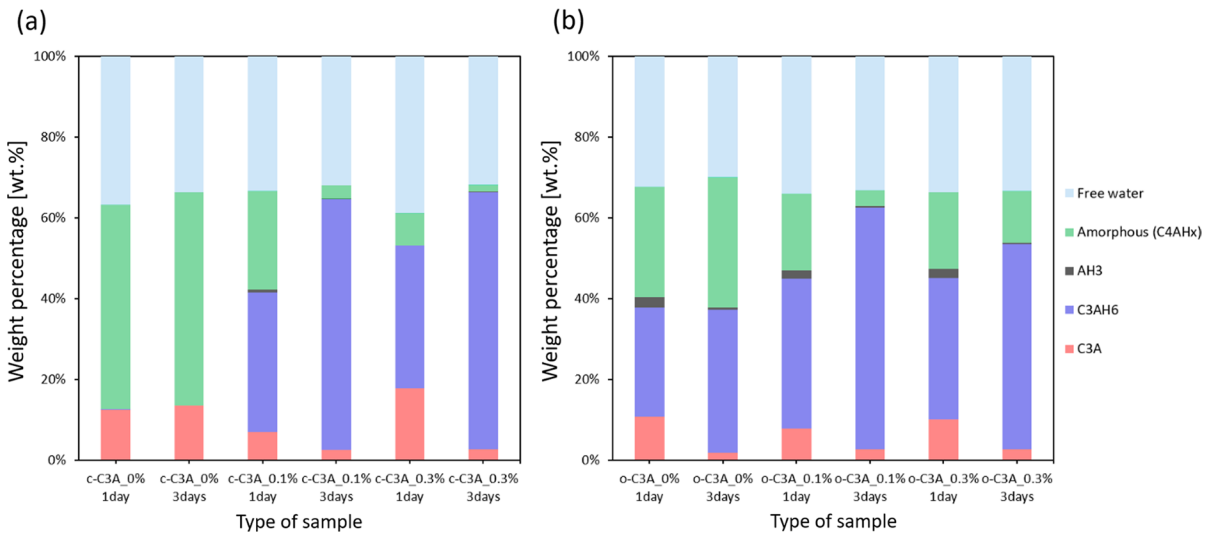 (a)
Weight percentage [wt.%]
100%
80%
60%
40%
20%
0%
c-C3A_0% c-C3A_0% c-C3A_0.1% c-C3A_0.1% c-C3A_0.3% c-C3A_0.3%
1day 3days 1day 3days 1day 3days
Type of sample
(b)
Weight percentage [wt.%]
100%
80%
60%
40%
20%
0%
o-C3A_0% o-C3A_0% o-C3A_0.1% o-C3A_0.1% o-C3A_0.3% o-C3A_0.3%
1day 3days 1day 3days 1day 3days
Type of sample
Free water
Amorphous (C4AHx)
AH3
C3AH6
C3A